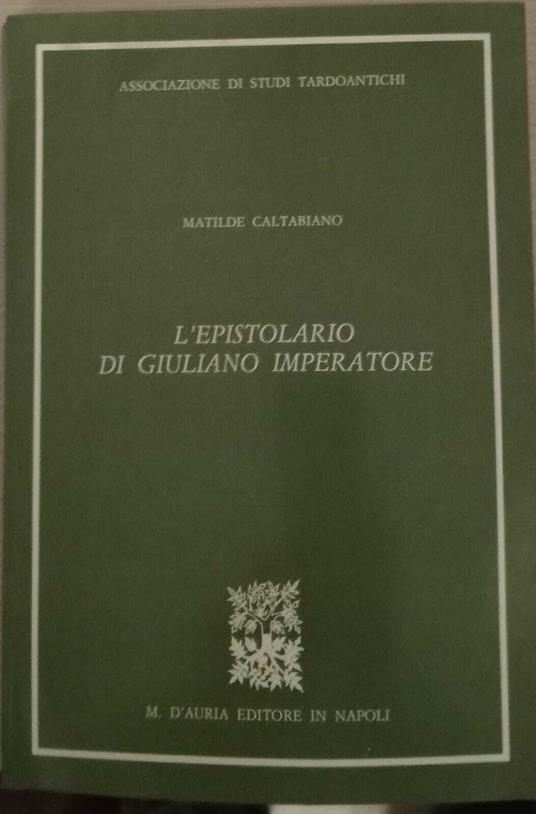 ASSOCIAZIONE DI STUDI TARDOANTICHI
MATILDE CALTABIANO
L'EPISTOLARIO
DI GIULIANO IMPERATORE
M. D'AURIA EDITORE IN NAPOLI